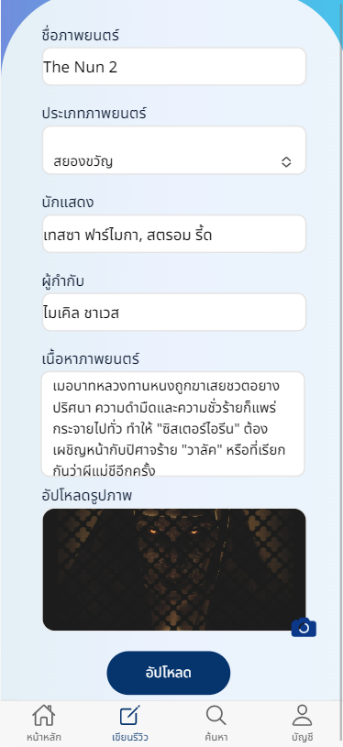 ชื่อภาพยนตร์
The Nun 2
ประเภทภาพยนตร์
สยองขวัญ
นักแสดง
เทสซา ฟาร์ไมกา, สตรอม รี้ด
ผู้กำกับ
ไมเคิล ชาเวส
เนื้อหาภาพยนตร์
เมื่อบาทหลวงท่านหนึ่งถูกฆ่าเสียชีวิตอย่าง
ปริศนา ความดำมืดและความชั่วร้ายก็แพร่
กระจายไปทั่ว ทำให้ "ซิสเตอร์ไอรีน" ต้อง
เผชิญหน้ากับปิศาจร้าย "วาลัค" หรือที่เรียก
กันว่าผีแม่ชีอีกครั้ง
อัปโหลดรูปภาพ
อัปโหลด
หน้าหลัก
เขียนรีวิว
ค้นหา
บัญชี